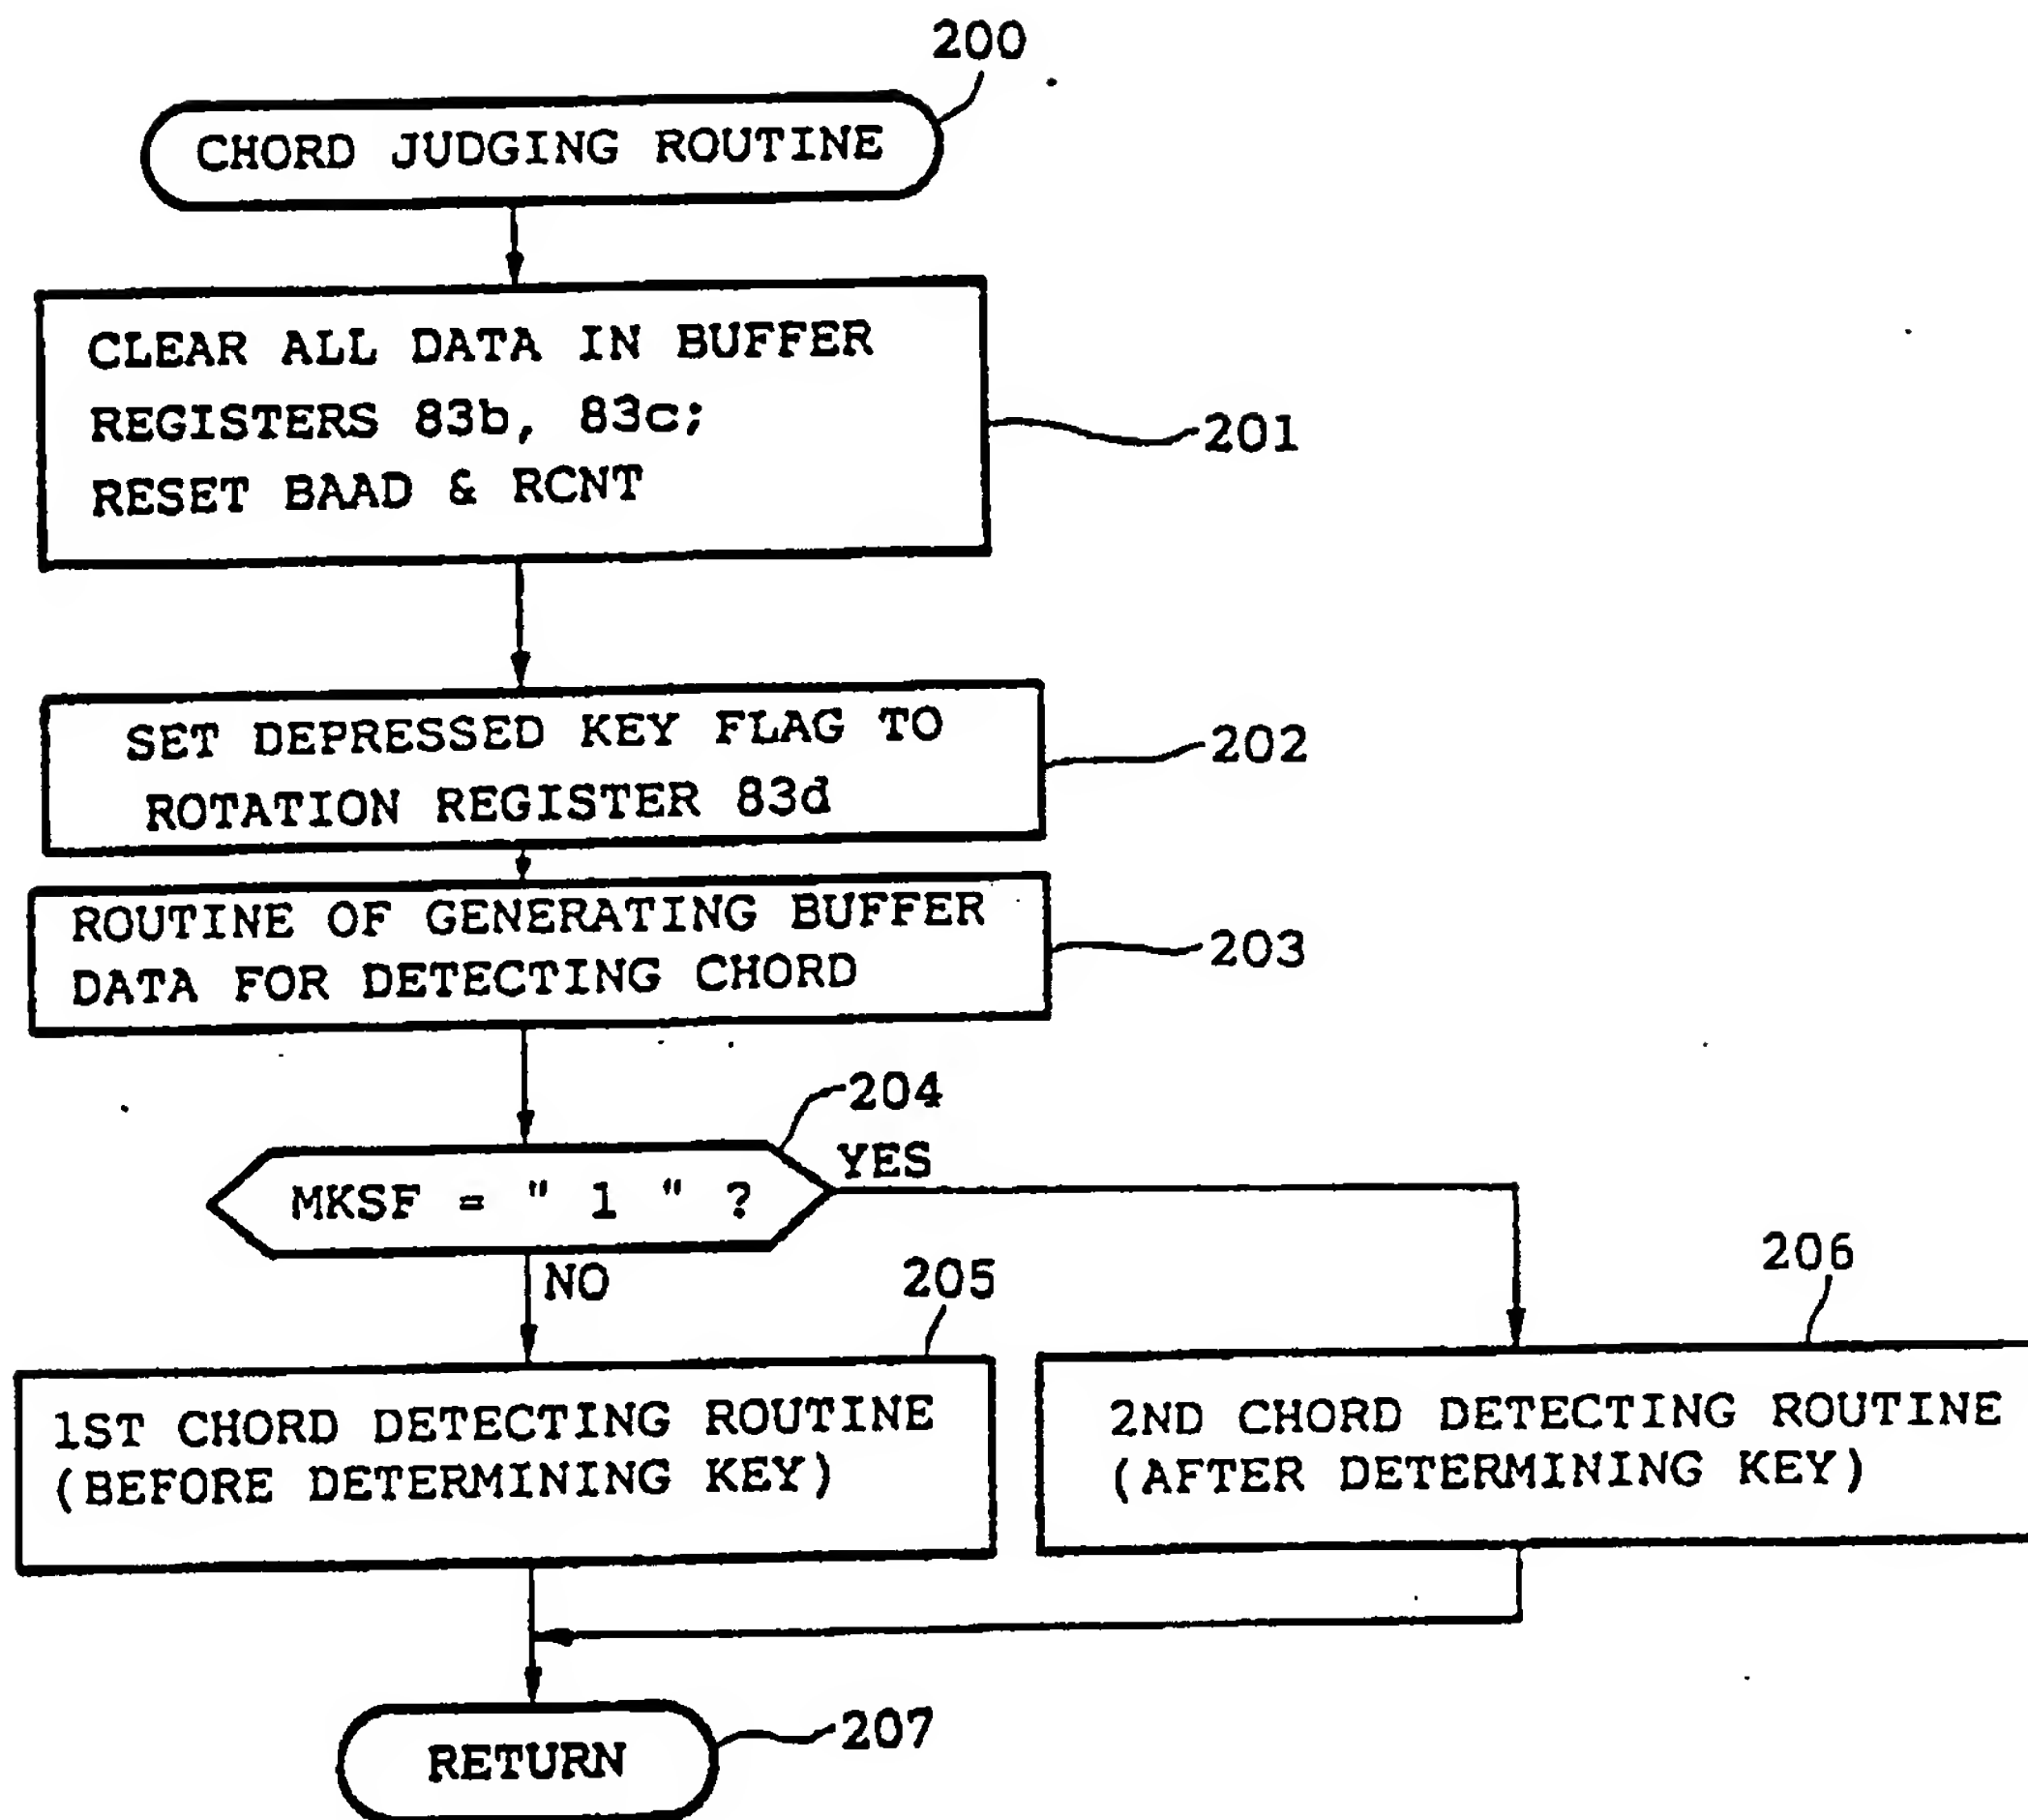 200
CHORD JUDGING ROUTINE
CLEAR ALL DATA IN BUFFER
REGISTERS 83b, 83c;
RESET BAAD & RCNT
201
SET DEPRESSED KEY FLAG TO
ROTATION REGISTER 83d
202
ROUTINE OF GENERATING BUFFER
DATA FOR DETECTING CHORD
203
204
MKSF = " 1 " ?
YES
NO
205
206
1ST CHORD DETECTING ROUTINE
(BEFORE DETERMINING KEY)
2ND CHORD DETECTING ROUTINE
(AFTER DETERMINING KEY)
RETURN
207